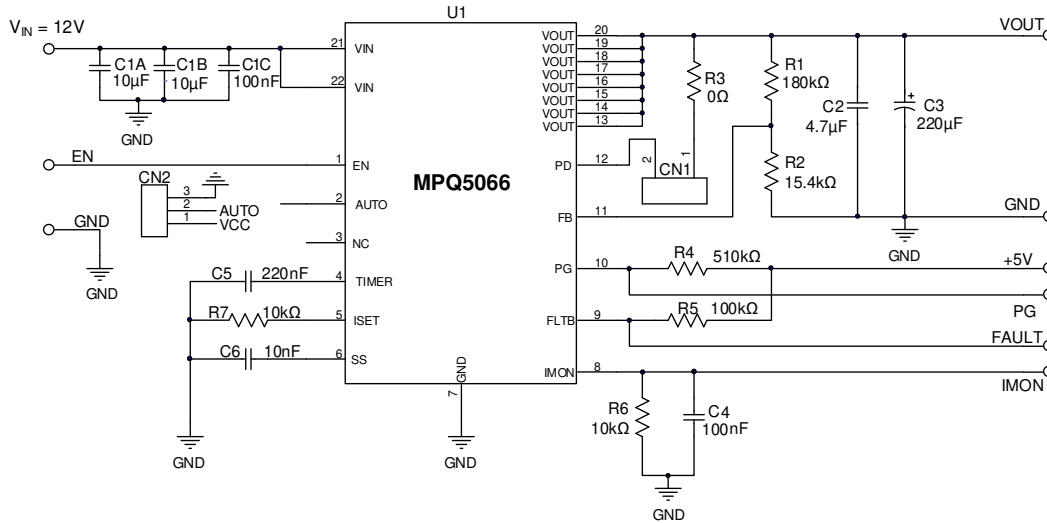 U1
V_IN = 12V
VOUT
21 VIN
22 VIN
C1A
10µF
C1B
10µF
C1C
100nF
GND
VOUT 20
VOUT 19
VOUT 18
VOUT 17
VOUT 16
VOUT 15
VOUT 14
VOUT 13
R3
0Ω
R1
180kΩ
C2
4.7µF
+
C3
220µF
R2
15.4kΩ
EN
1 EN
PD 12
2
1
CN1
MPQ5066
CN2
3
2 AUTO
1 VCC
2 AUTO
FB 11
GND
GND
GND
GND
3 NC
C5 220nF
4 TIMER
PG 10
R4 510kΩ
+5V
PG
R7 10kΩ
5 ISET
FLTB 9
R5 100kΩ
FAULT
C6 10nF
6 SS
IMON 8
IMON
GND
7
R6
10kΩ
C4
100nF
GND
GND
GND